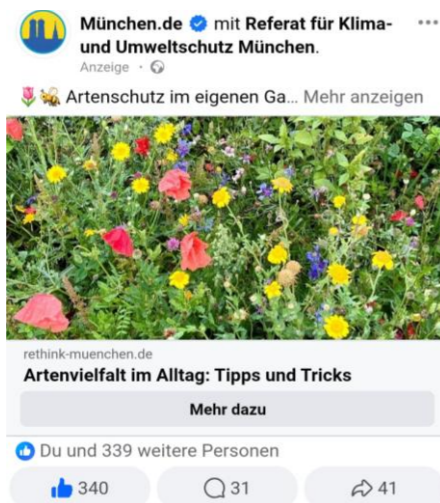 München.de mit Referat für Klima-
und Umweltschutz München.
Anzeige ·
🌷🐝 Artenschutz im eigenen Ga... Mehr anzeigen
rethink-muenchen.de
Artenvielfalt im Alltag: Tipps und Tricks
Mehr dazu
Du und 339 weitere Personen
340 31 41